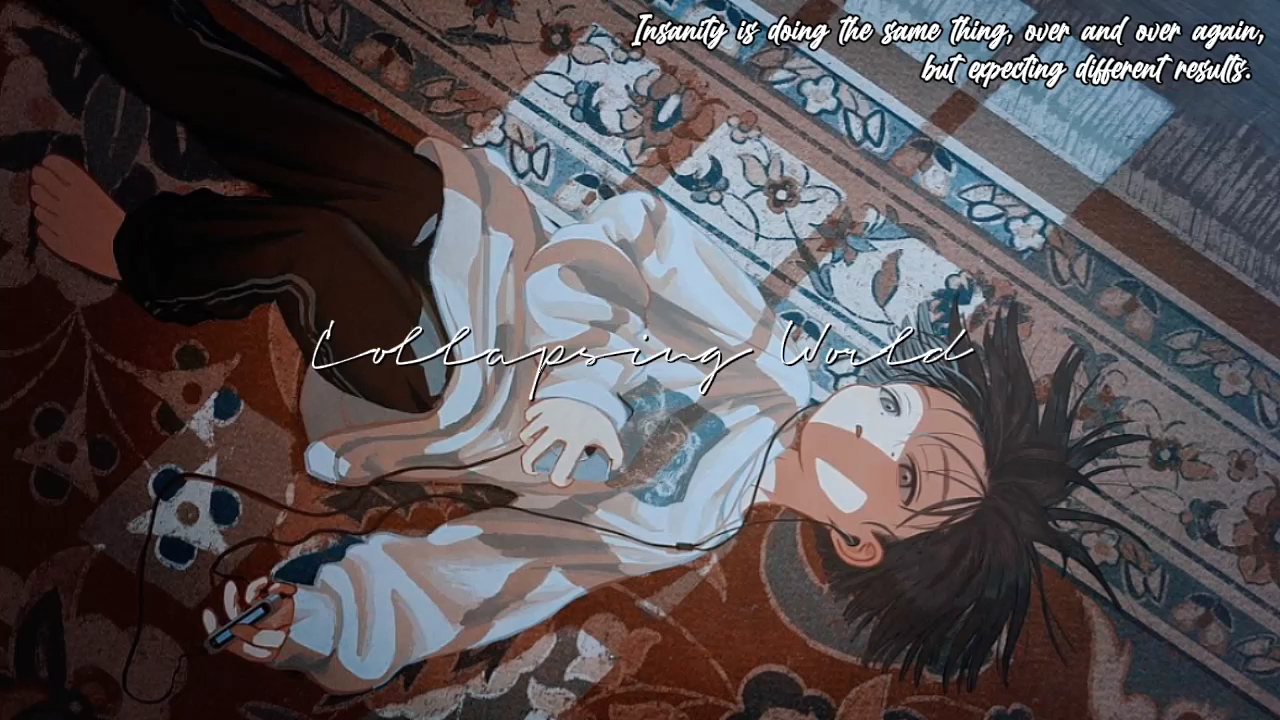 Insanity is doing the same thing, over and over again,
but expecting different results.
Collapsing World